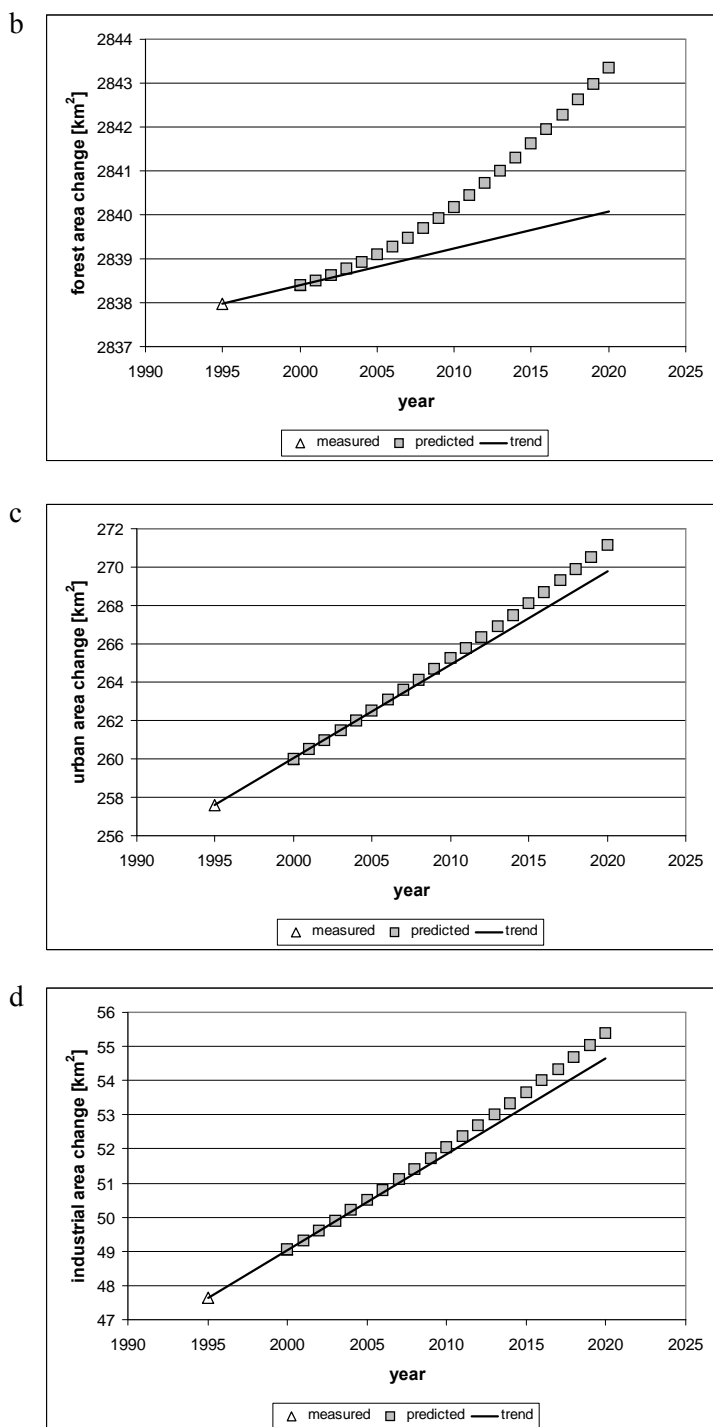 b
2844
2843
2842
2841
2840
2839
2838
2837
forest area change [km²]
1990 1995 2000 2005 2010 2015 2020 2025
year
measured predicted trend
c
272
270
268
266
264
262
260
258
256
urban area change [km²]
1990 1995 2000 2005 2010 2015 2020 2025
year
measured predicted trend
d
56
55
54
53
52
51
50
49
48
47
industrial area change [km²]
1990 1995 2000 2005 2010 2015 2020 2025
year
measured predicted trend